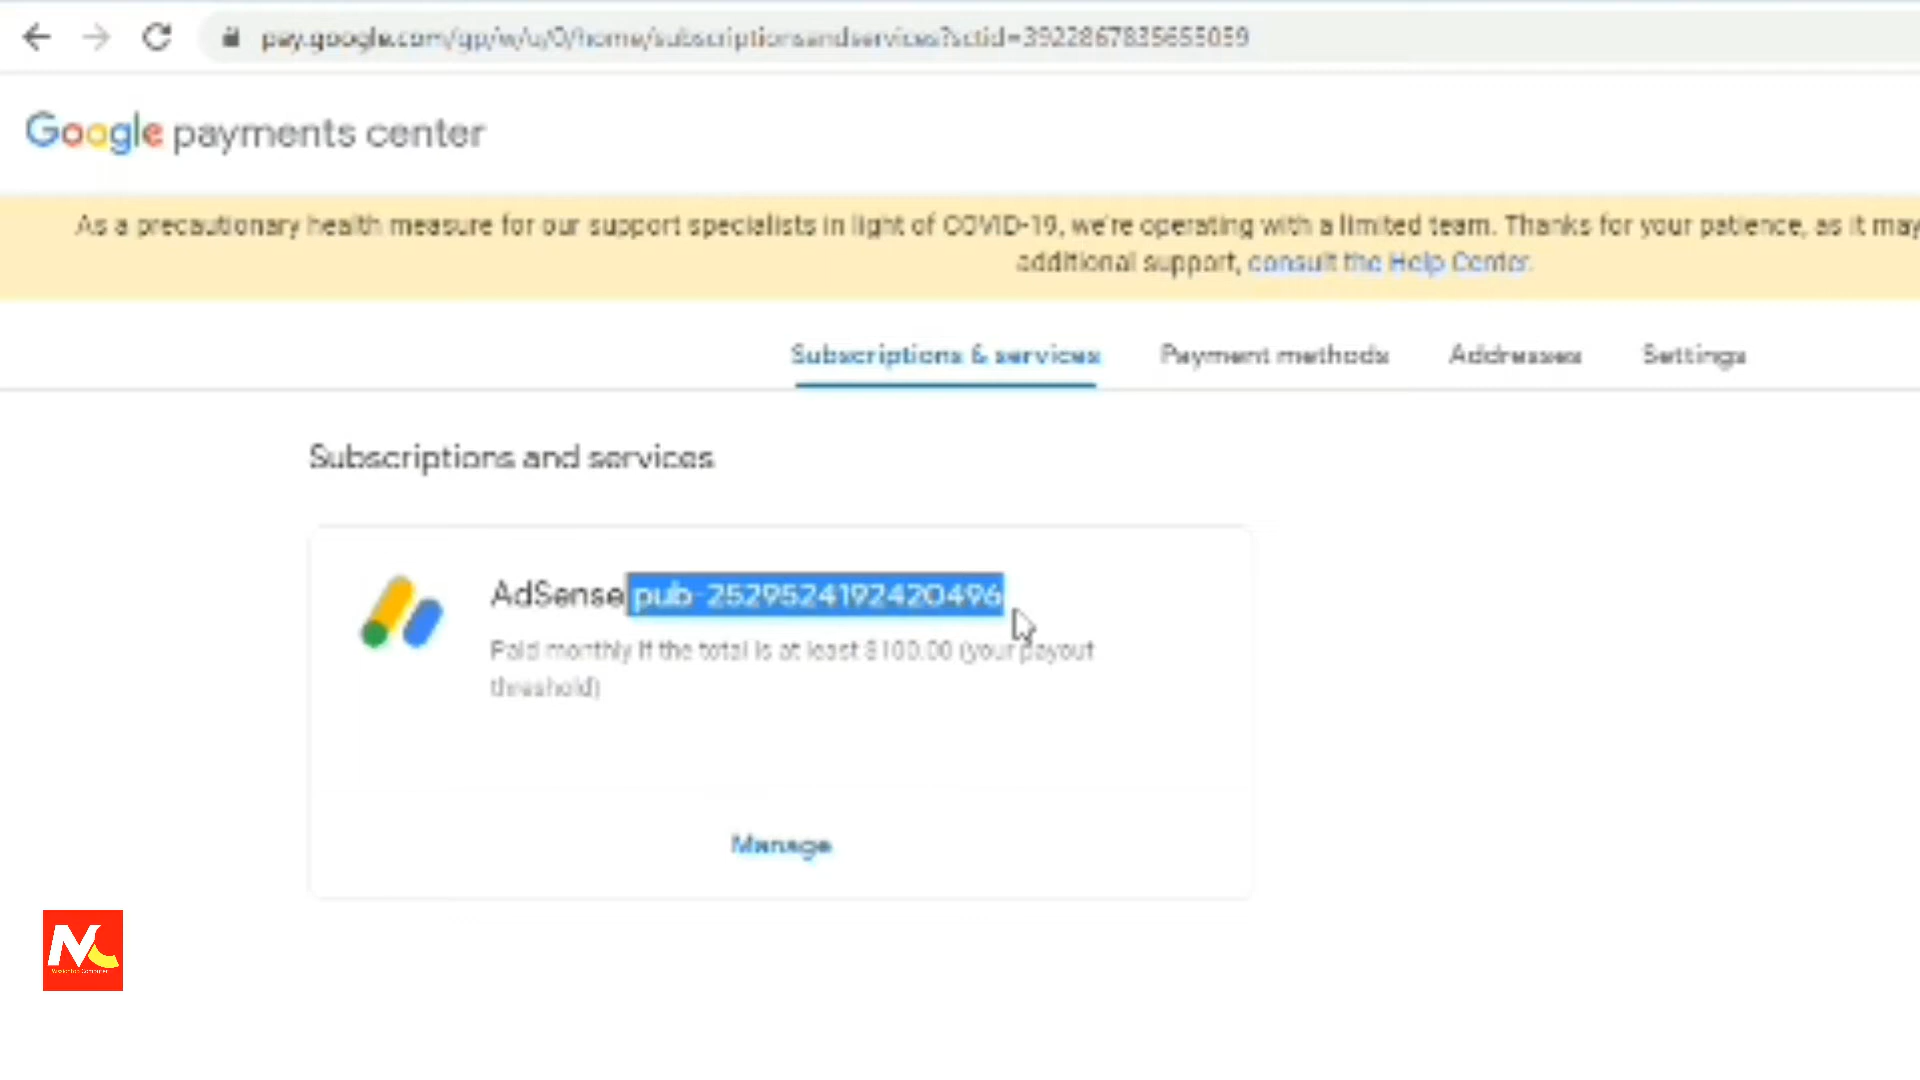 pay.google.com/gp/w/u/0/home/subscriptionsandservices?sctid=3922867835655059
Google payments center
As a precautionary health measure for our support specialists in light of COVID-19, we're operating with a limited team. Thanks for your patience, as it may
additional support, consult the Help Center.
Subscriptions & services Payment methods Addresses Settings
Subscriptions and services
AdSense pub-2529524192420496
Paid monthly if the total is at least $100.00 (your payout
threshold)
Manage